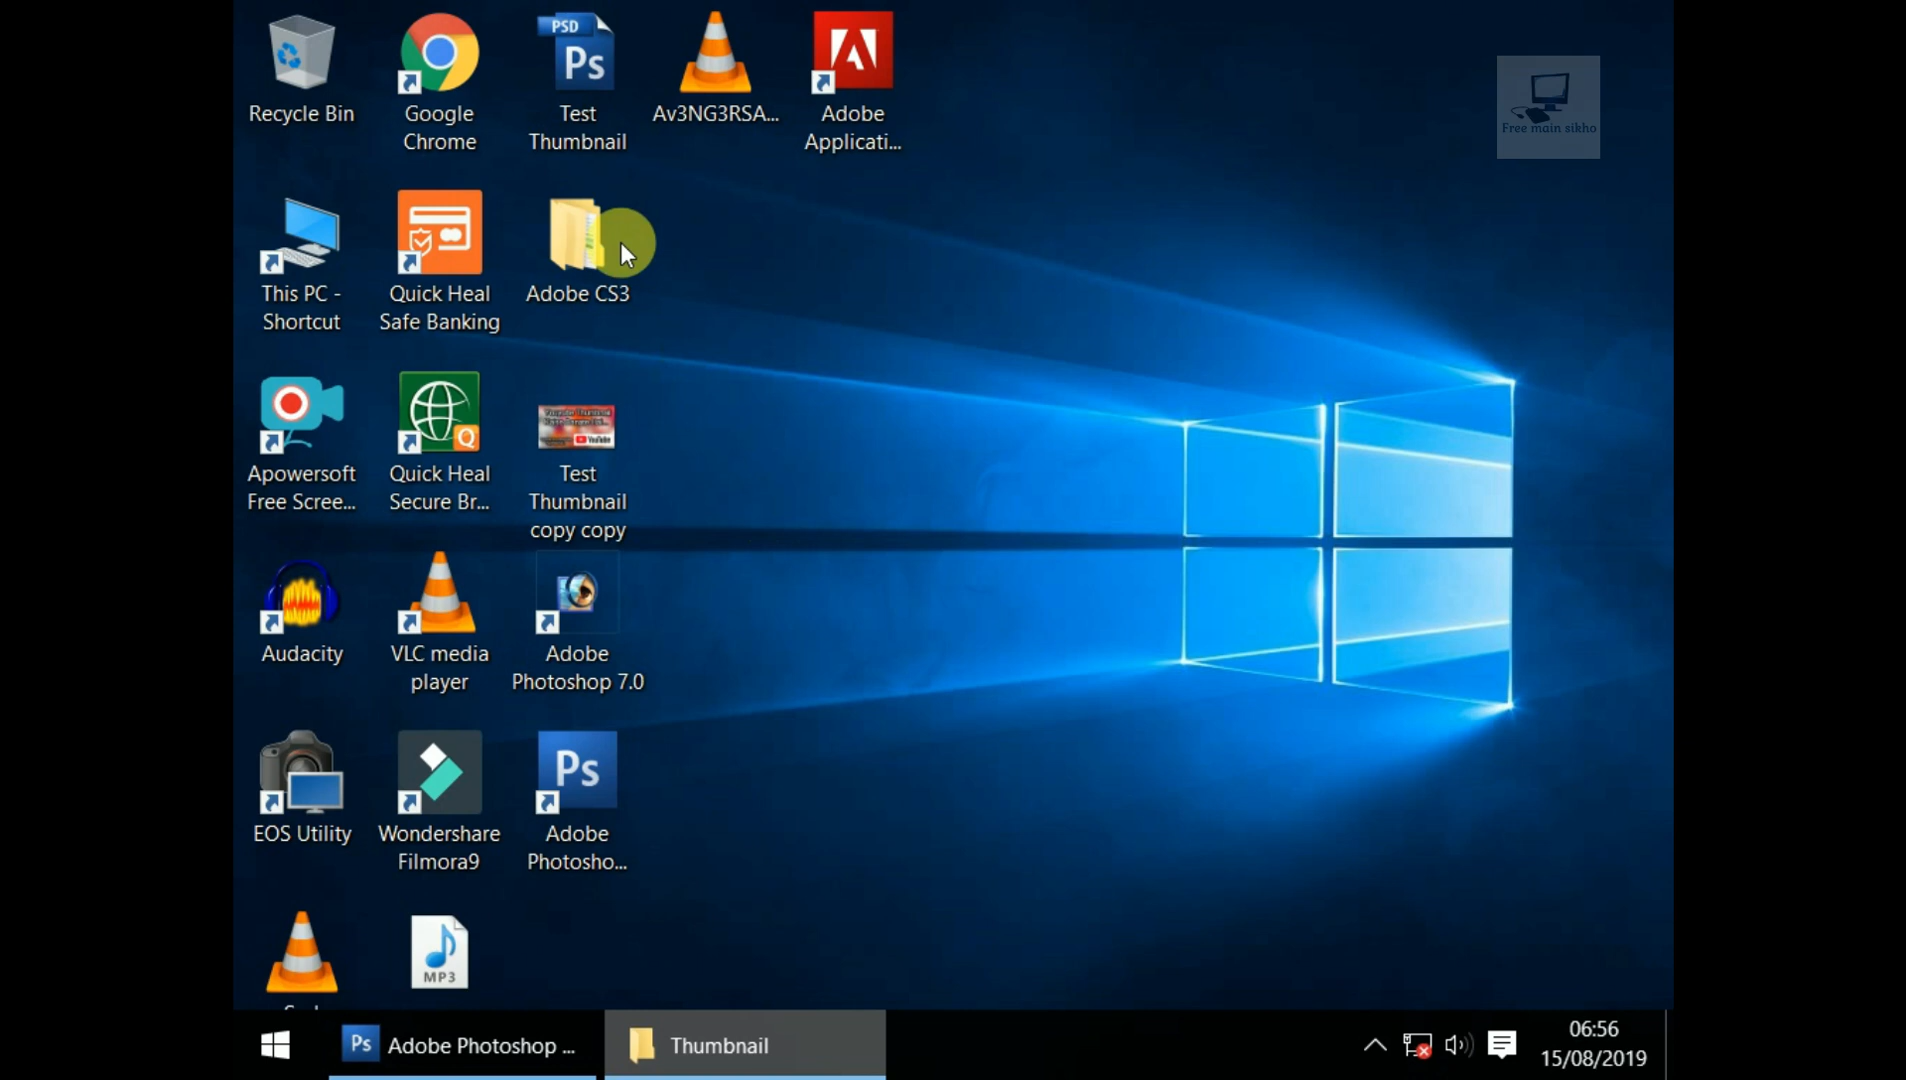 Recycle Bin
Google
Chrome
PSD
Ps
Test
Thumbnail
Av3NG3RSA...
Adobe
Applicati...
Free main sikho
This PC -
Shortcut
Quick Heal
Safe Banking
Adobe CS3
Apowersoft
Free Scree...
Q
Quick Heal
Secure Br...
YouTube
Test
Thumbnail
copy copy
Audacity
VLC media
player
Adobe
Photoshop 7.0
EOS Utility
Wondershare
Filmora9
Ps
Adobe
Photosho...
MP3
Ps
Adobe Photoshop ...
Thumbnail
06:56
15/08/2019